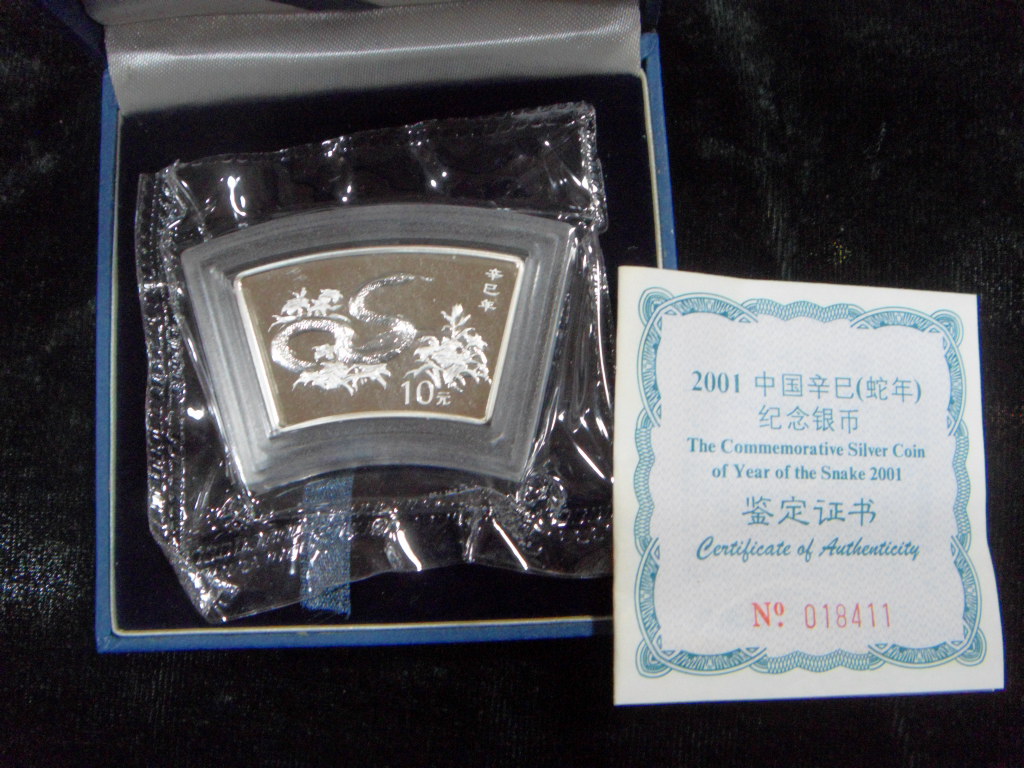 辛巳年
10元
2001 中国辛巳(蛇年)
纪念银币
The Commemorative Silver Coin
of Year of the Snake 2001
鉴定证书
Certificate of Authenticity
Nº 018411